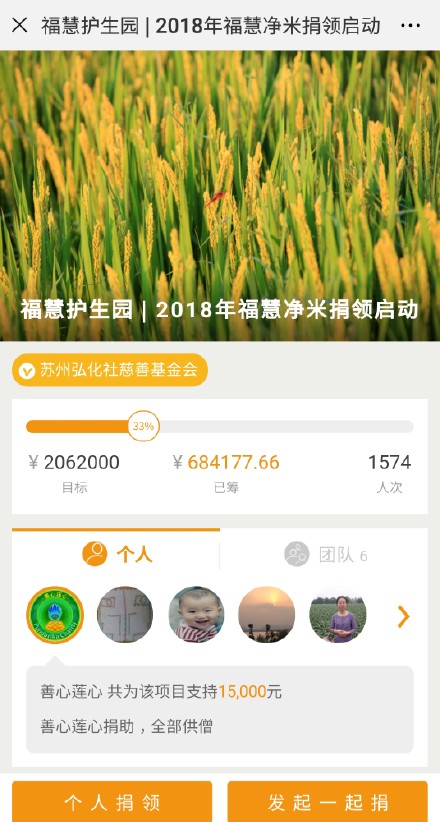 福慧护生园 | 2018年福慧净米捐领启动
福慧护生园 | 2018年福慧净米捐领启动
苏州弘化社慈善基金会
33%
¥ 2062000 ¥ 684177.66 1574
目标 已筹 人次
个人 团队 6
善心莲心 共为该项目支持15,000元
善心莲心捐助，全部供僧
个人捐领 发起一起捐